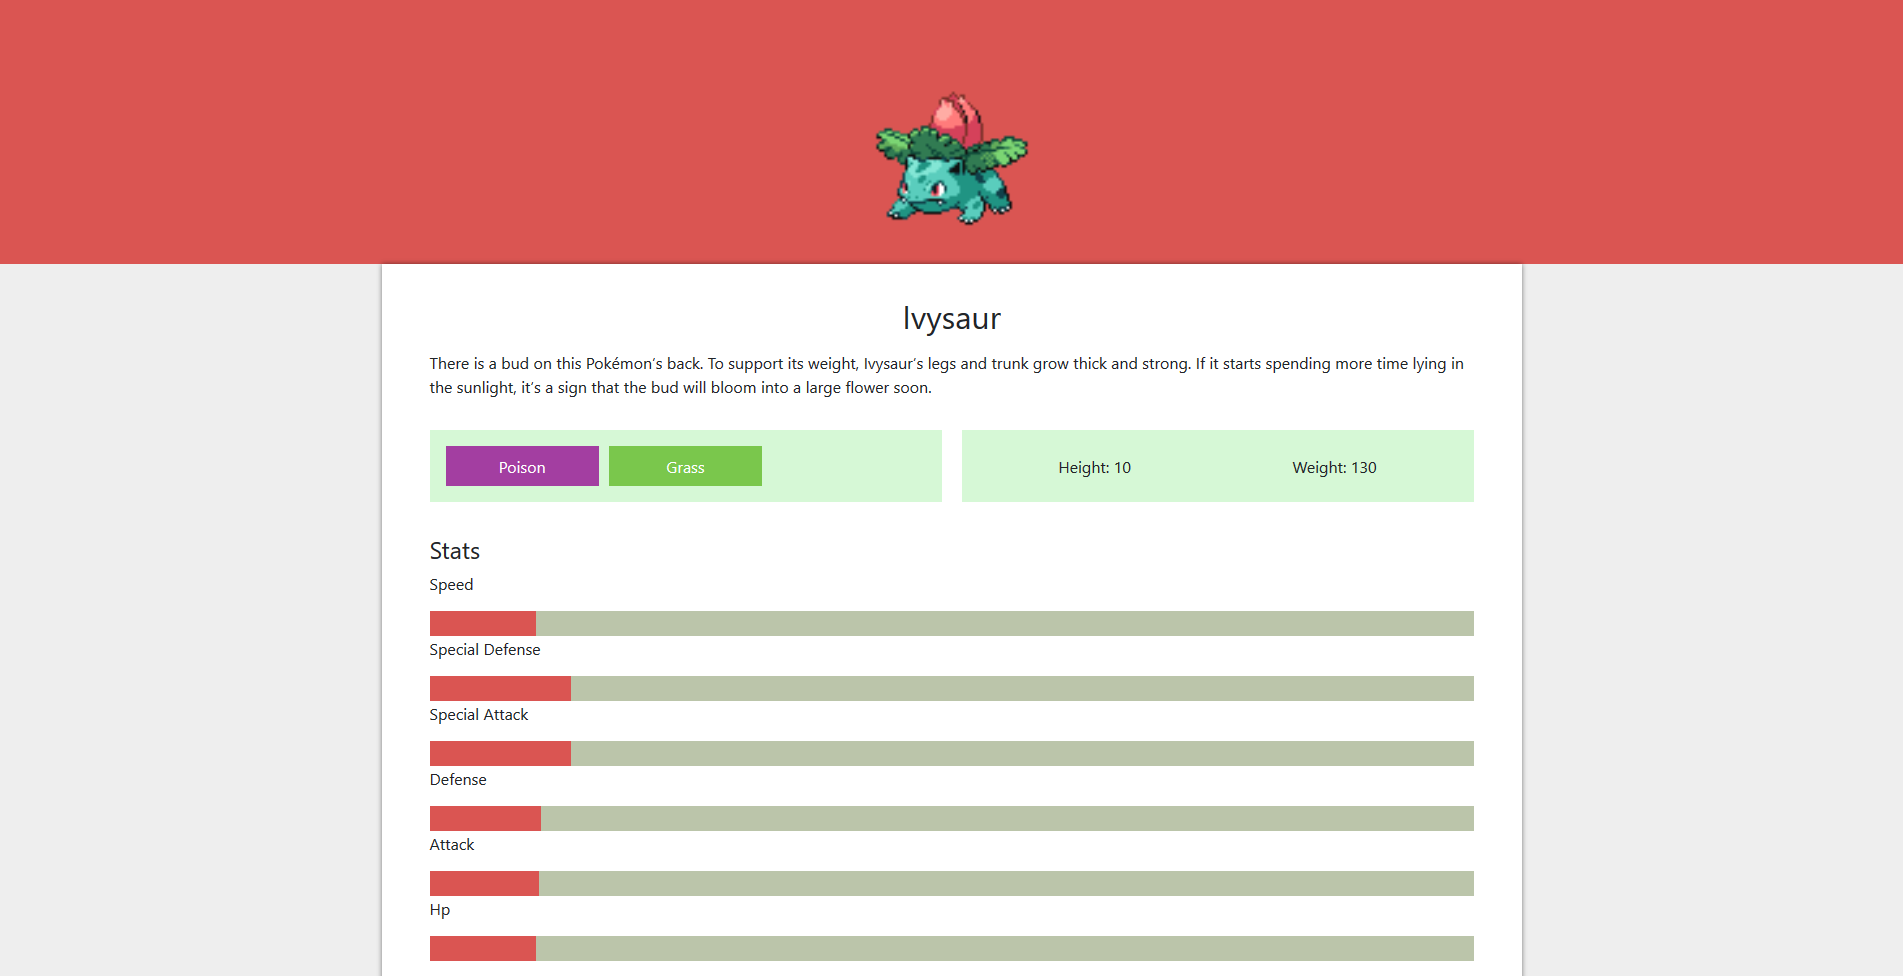 Ivysaur
There is a bud on this Pokémon’s back. To support its weight, Ivysaur’s legs and trunk grow thick and strong. If it starts spending more time lying in
the sunlight, it’s a sign that the bud will bloom into a large flower soon.
Poison Grass Height: 10 Weight: 130
Stats
Speed
Special Defense
Special Attack
Defense
Attack
Hp